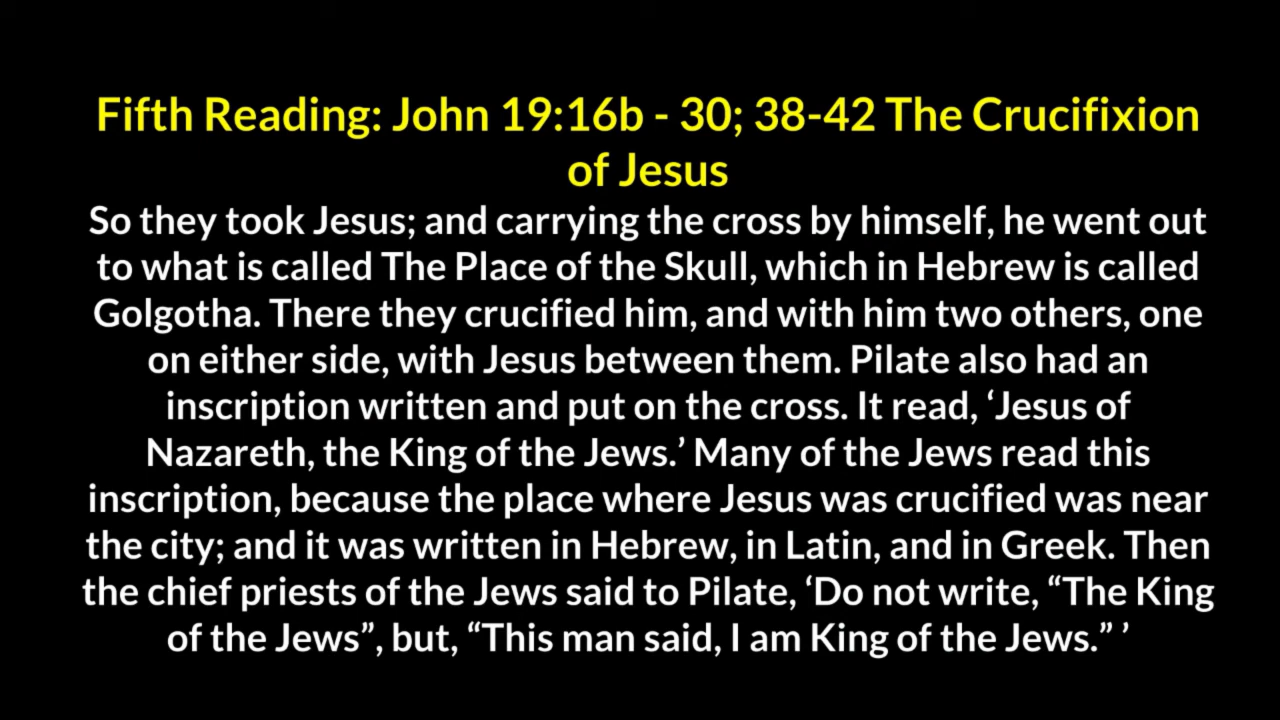 Fifth Reading: John 19:16b - 30; 38-42 The Crucifixion
of Jesus
So they took Jesus; and carrying the cross by himself, he went out
to what is called The Place of the Skull, which in Hebrew is called
Golgotha. There they crucified him, and with him two others, one
on either side, with Jesus between them. Pilate also had an
inscription written and put on the cross. It read, ‘Jesus of
Nazareth, the King of the Jews.’ Many of the Jews read this
inscription, because the place where Jesus was crucified was near
the city; and it was written in Hebrew, in Latin, and in Greek. Then
the chief priests of the Jews said to Pilate, ‘Do not write, “The King
of the Jews”, but, “This man said, I am King of the Jews.” ’